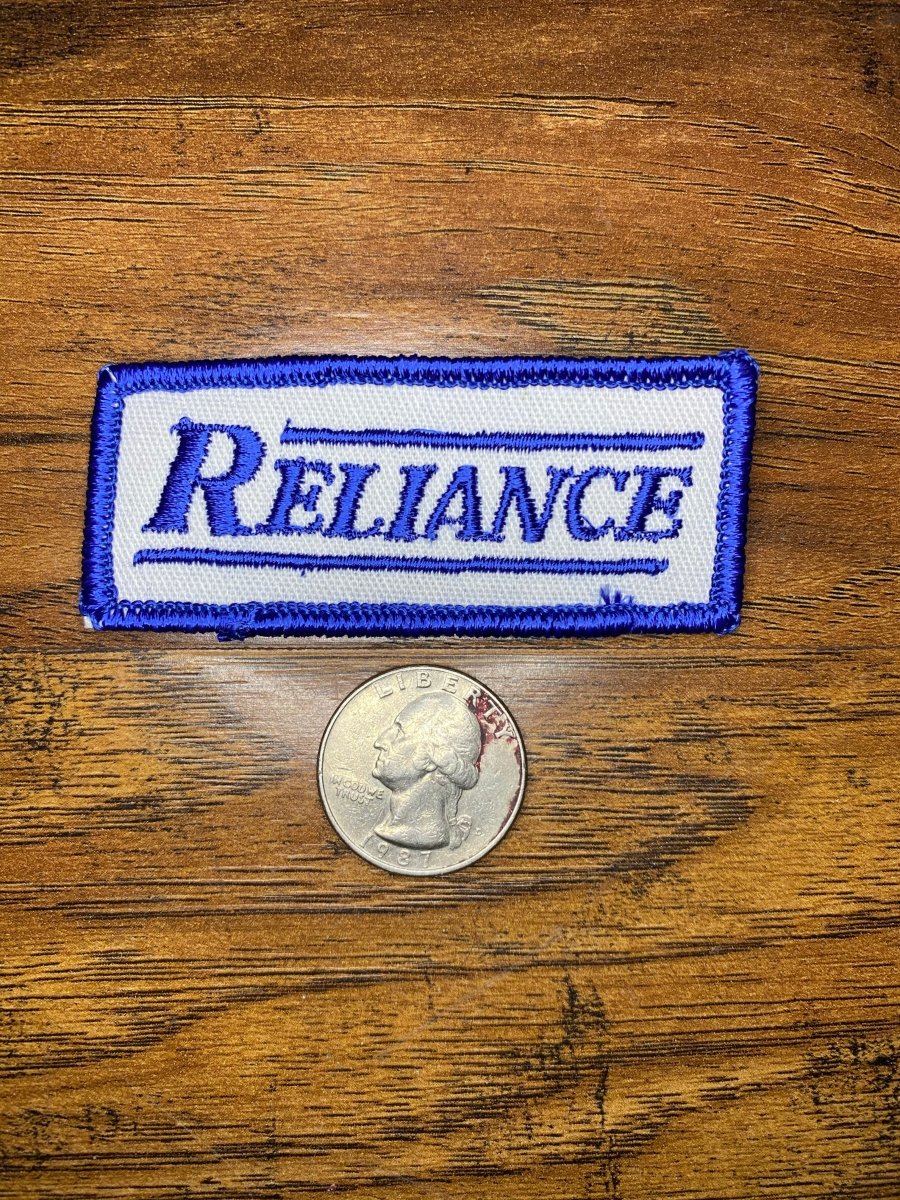 RELIANCE
LIBERTY
IN GOD WE
TRUST
D
1987